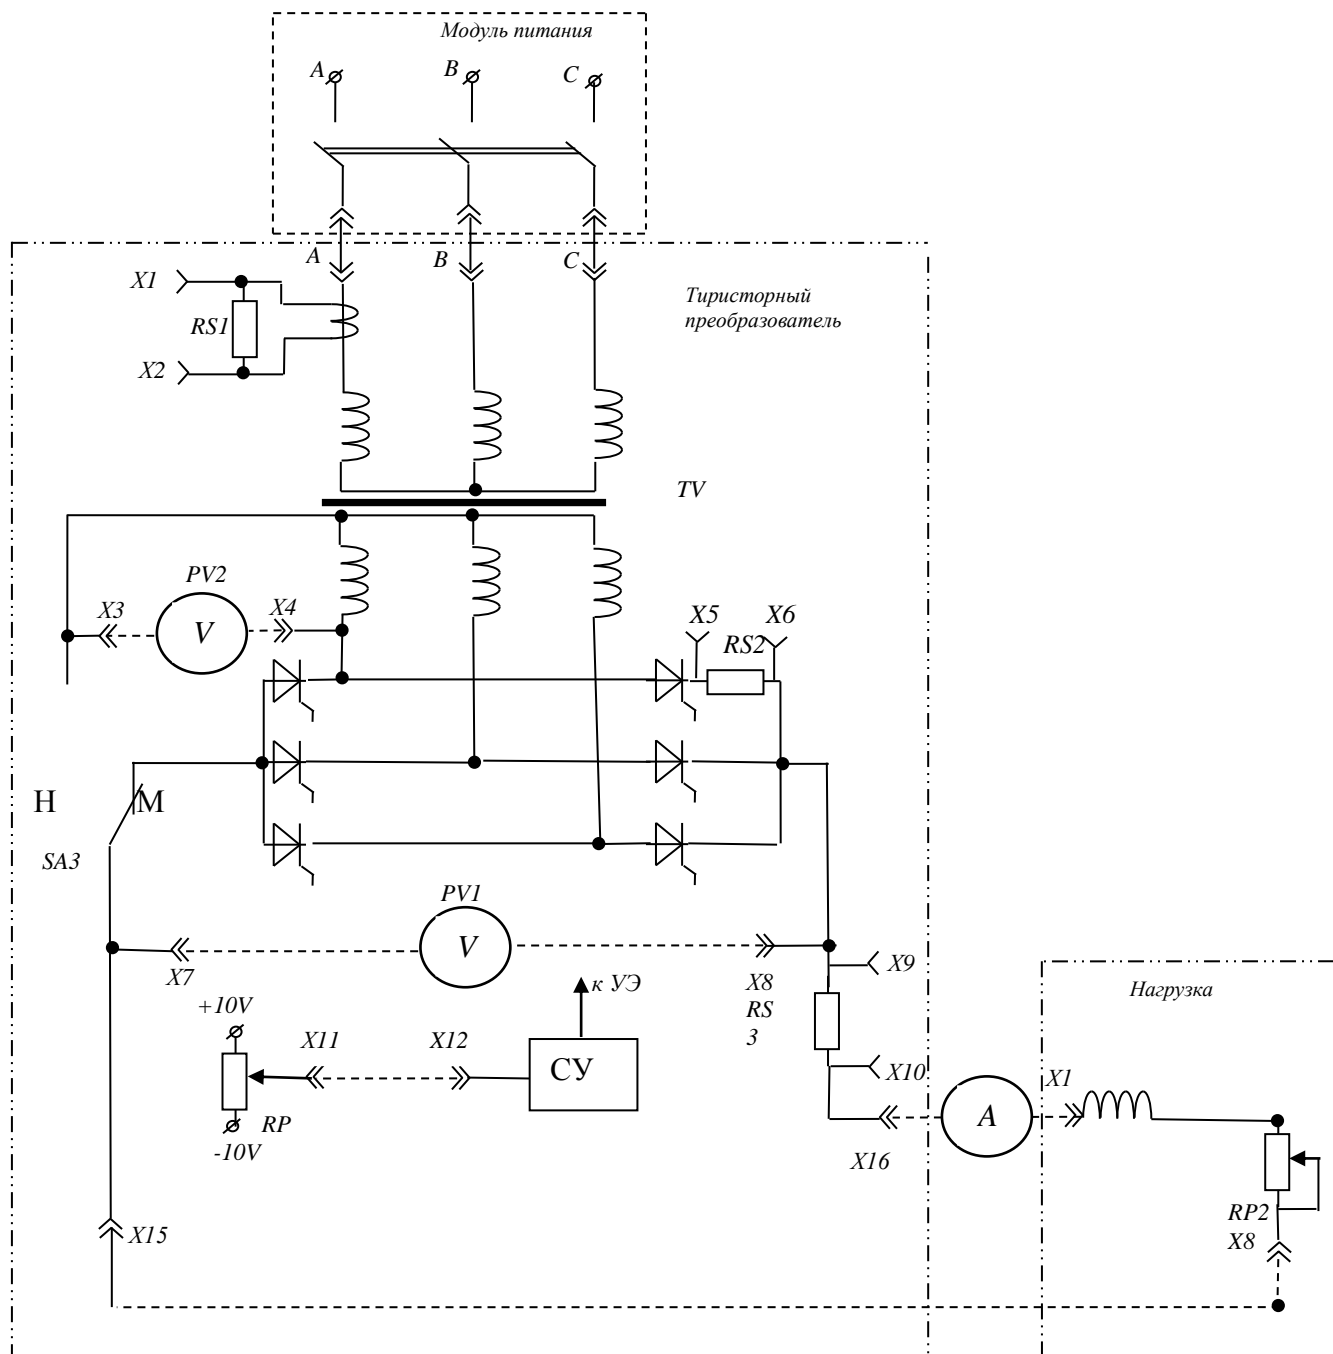 Модуль питания
A
B
C
A
B
C
X1
RS1
X2
Тиристорный
преобразователь
TV
PV2
X3
V
X4
X5
X6
RS2
Н
М
SA3
PV1
V
X7
X8
RS
3
X9
Нагрузка
+10V
к УЭ
X11
X12
СУ
X10
X1
RP
-10V
A
X16
X15
RP2
X8